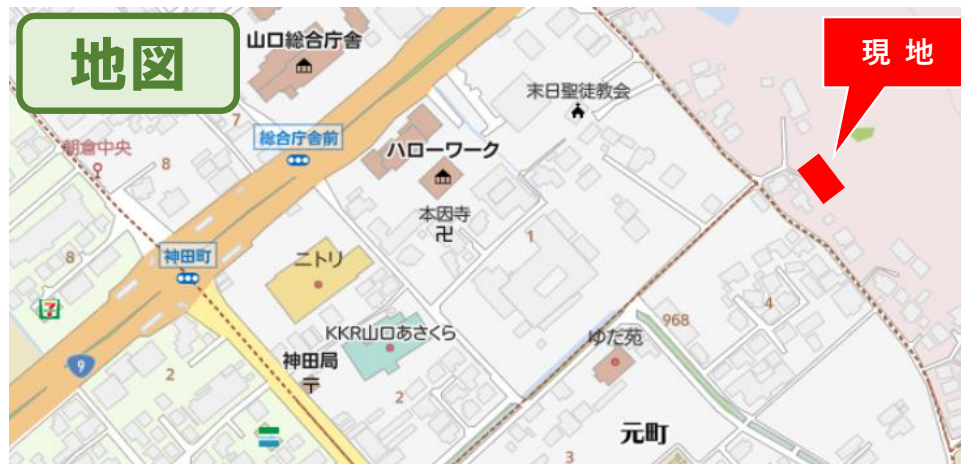 地図
現 地
山口総合庁舎
末日聖徒教会
7
総合庁舎前
ハローワーク
朝倉中央
8
本因寺
卍
1
神田町
8
ニトリ
7
4
968
KKR山口あさくら
ゆだ苑
神田局
〒
9
2
2
元町
3